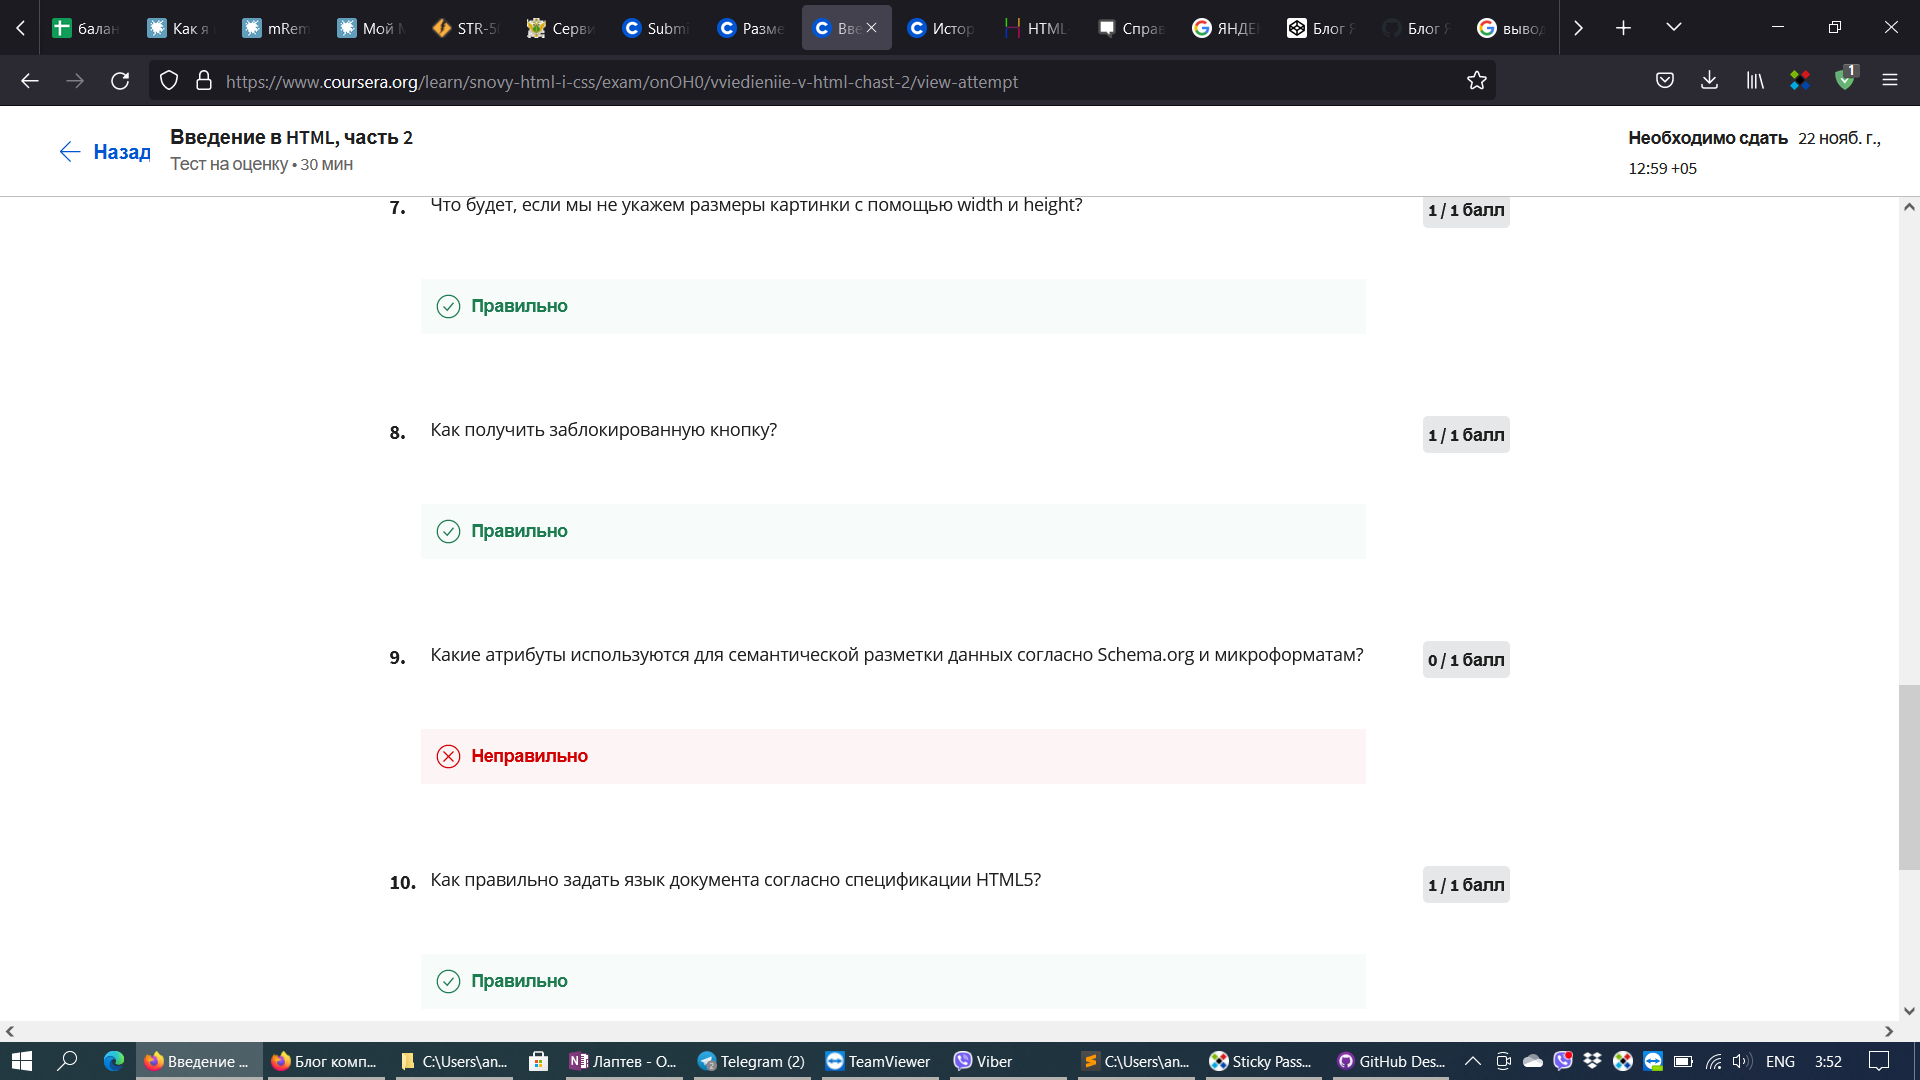 балан
Как я
mRem
Мой М
STR-50
Серви
Submi
Разме
Вве
Истор
HTML
Справ
ЯНДЕ
Блог Я
Блог Я
вывод
https://www.coursera.org/learn/snovy-html-i-css/exam/onOH0/vviedieniie-v-html-chast-2/view-attempt
1
Назад
Введение в HTML, часть 2
Тест на оценку • 30 мин
Необходимо сдать 22 нояб. г.,
12:59 +05
7. Что будет, если мы не укажем размеры картинки с помощью width и height?
1 / 1 балл
Правильно
8. Как получить заблокированную кнопку?
1 / 1 балл
Правильно
9. Какие атрибуты используются для семантической разметки данных согласно Schema.org и микроформатам?
0 / 1 балл
Неправильно
10. Как правильно задать язык документа согласно спецификации HTML5?
1 / 1 балл
Правильно
Введение ...
Блог комп...
C:\Users\an...
Лаптев - О...
Telegram (2)
TeamViewer
Viber
C:\Users\an...
Sticky Pass...
GitHub Des...
ENG
3:52